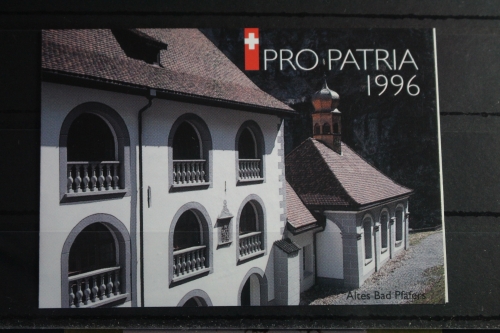 PRO PATRIA
1996
Altes Bad Pfäfers